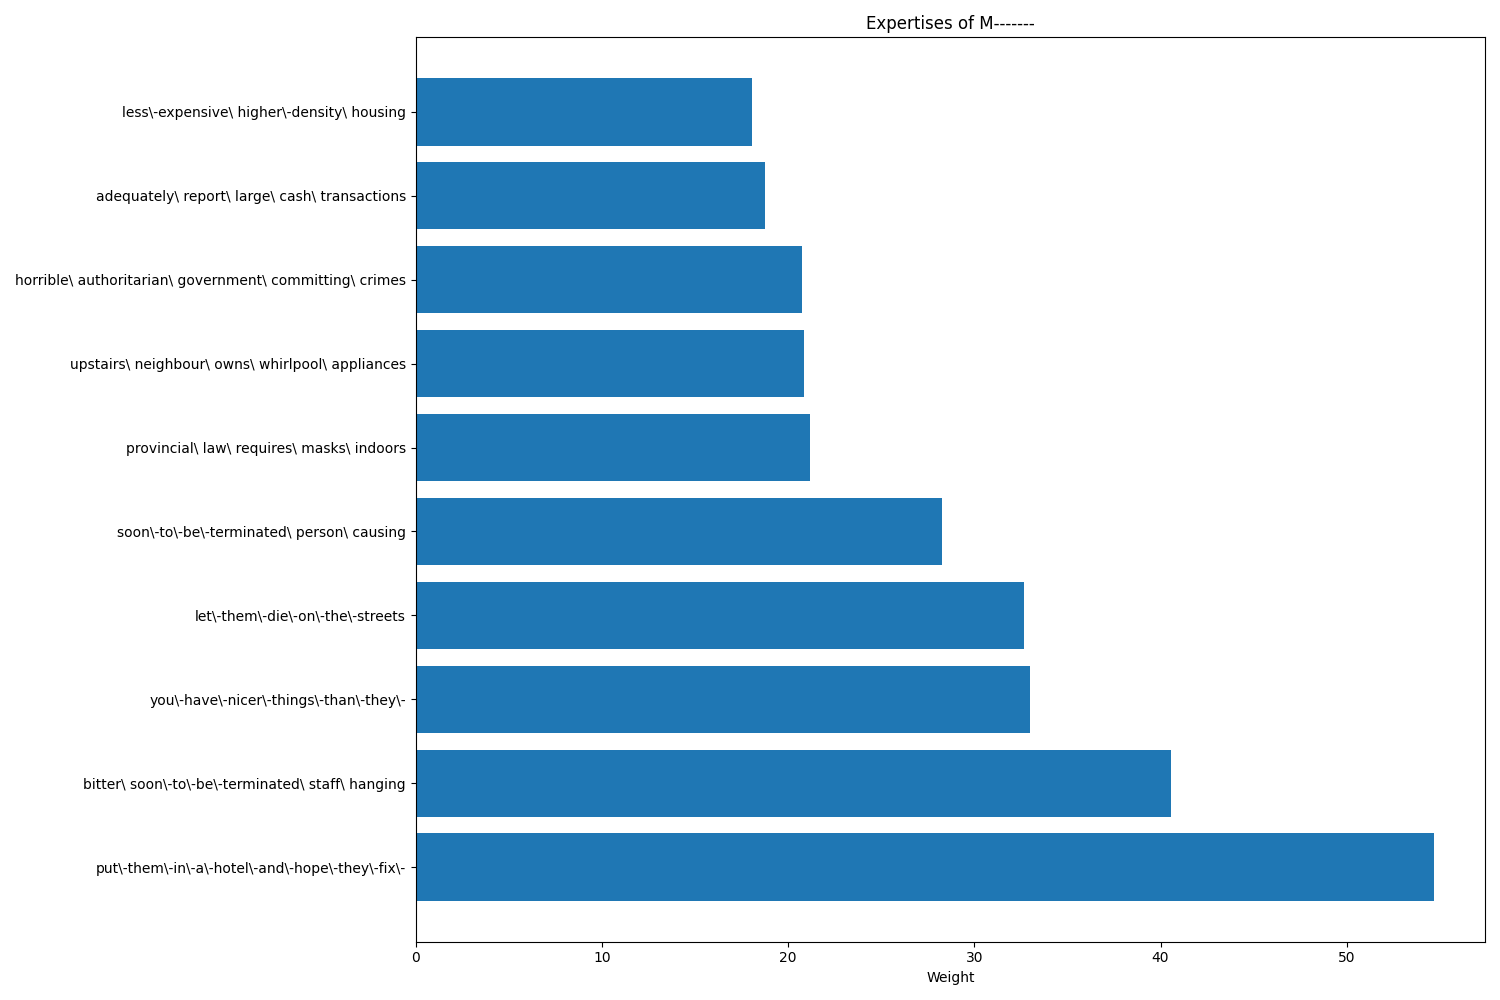 Expertises of M-------
less\-expensive\ higher\-density\ housing
adequately\ report\ large\ cash\ transactions
horrible\ authoritarian\ government\ committing\ crimes
upstairs\ neighbour\ owns\ whirlpool\ appliances
provincial\ law\ requires\ masks\ indoors
soon\-to\-be\-terminated\ person\ causing
let\-them\-die\-on\-the\-streets
you\-have\-nicer\-things\-than\-they\-
bitter\ soon\-to\-be\-terminated\ staff\ hanging
put\-them\-in\-a\-hotel\-and\-hope\-they\-fix\-
0 10 20 30 40 50
Weight